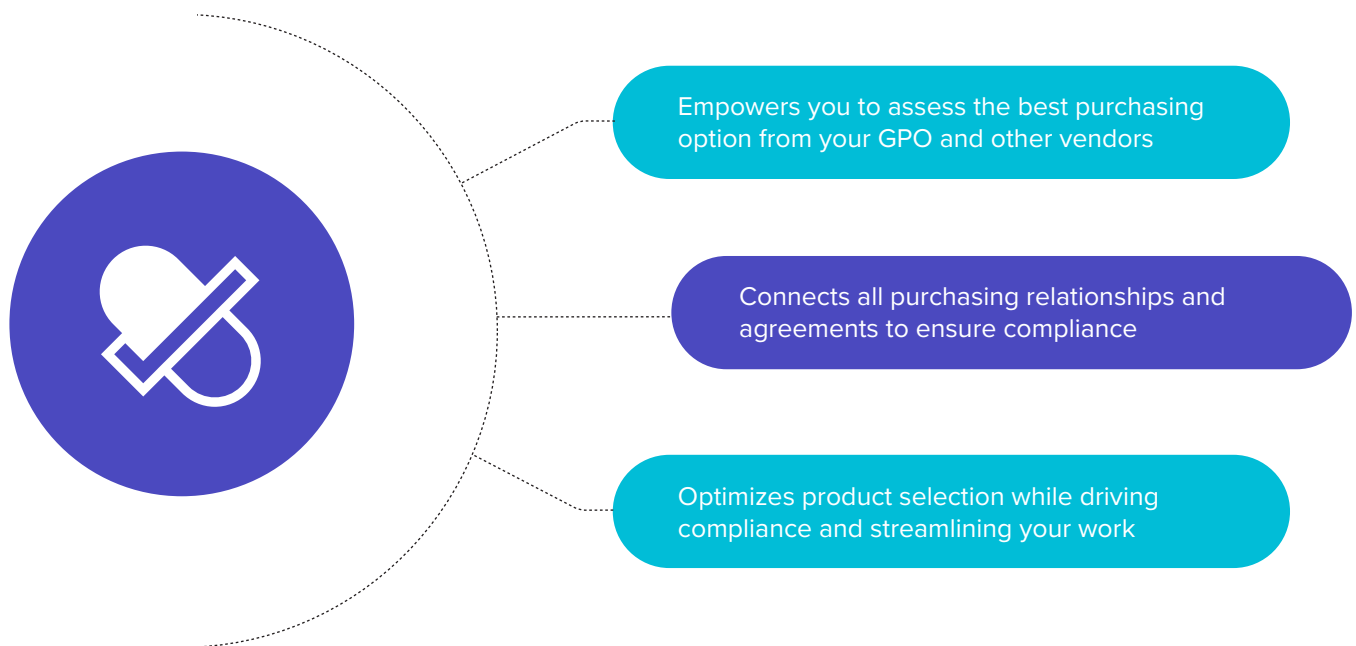 Empowers you to assess the best purchasing
option from your GPO and other vendors
Connects all purchasing relationships and
agreements to ensure compliance
Optimizes product selection while driving
compliance and streamlining your work